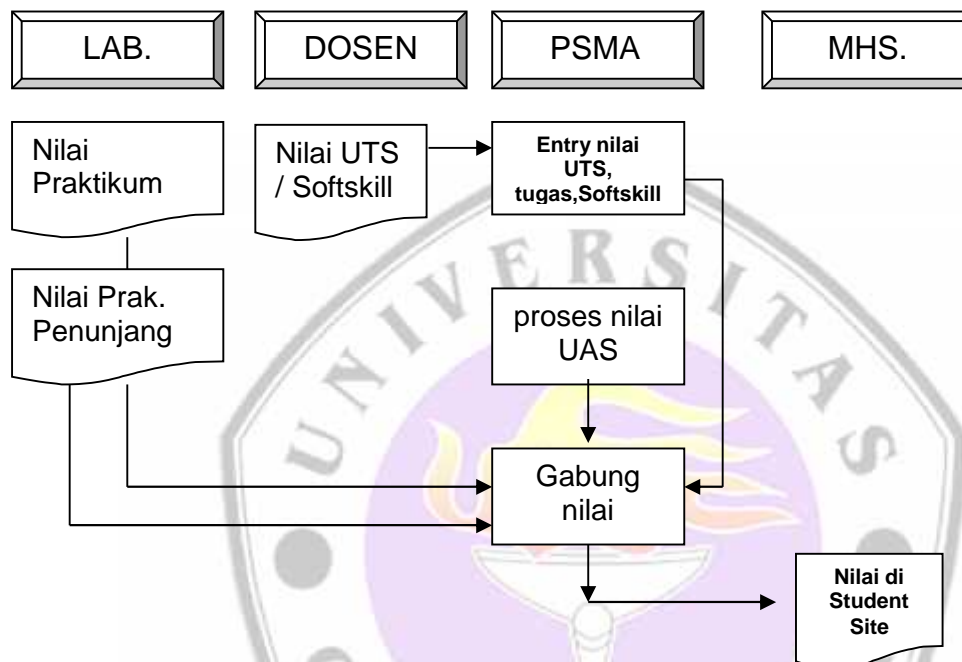 LAB.
DOSEN
PSMA
MHS.
Nilai
Praktikum
Nilai UTS
/ Softskill
Entry nilai
UTS,
tugas,Softskill
Nilai Prak.
Penunjang
proses nilai
UAS
Gabung
nilai
Nilai di
Student
Site
UNIVERSITAS